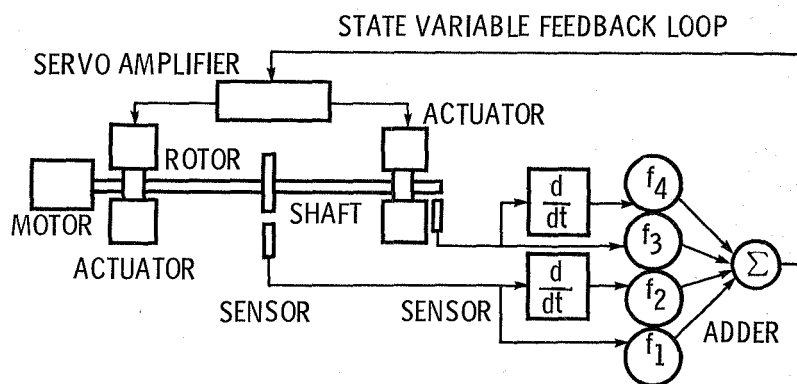 STATE VARIABLE FEEDBACK LOOP
SERVO AMPLIFIER
ACTUATOR
ROTOR
MOTOR
SHAFT
ACTUATOR
SENSOR
SENSOR
d
dt
f4
f3
d
dt
f2
f1
Σ
ADDER